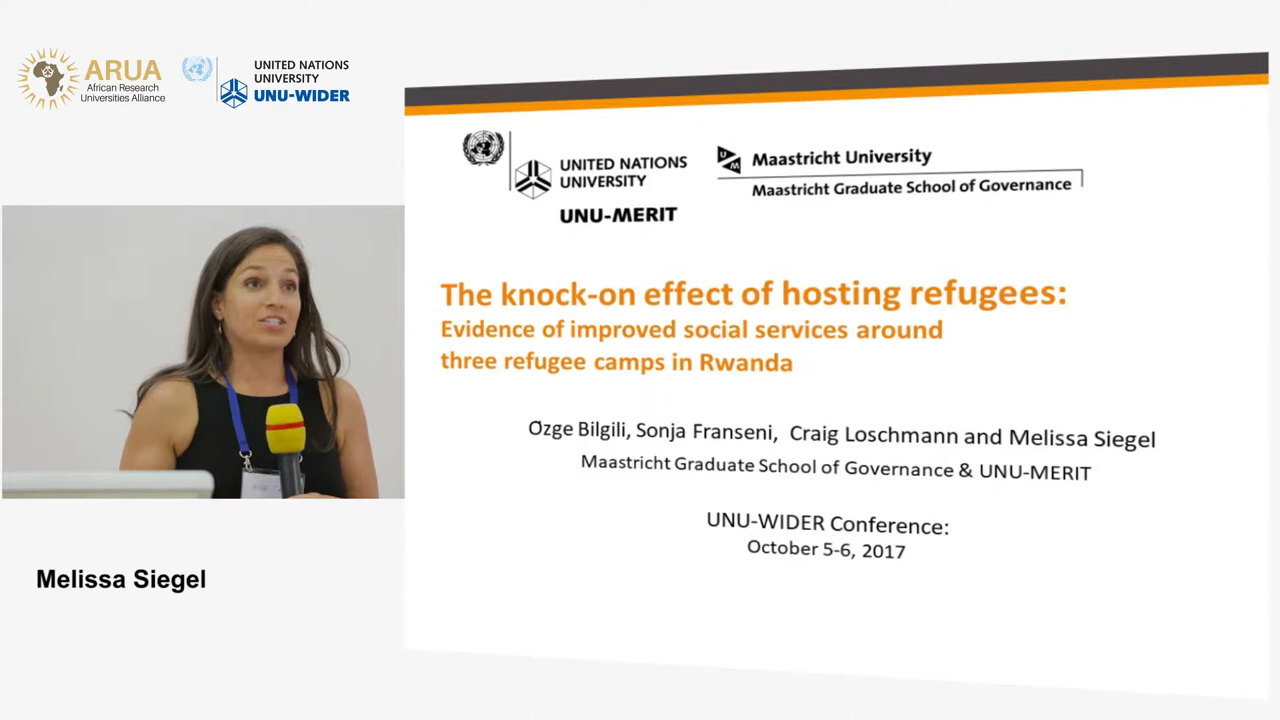 ARUA
African Research
Universities Alliance
UNITED NATIONS
UNIVERSITY
UNU-WIDER
UNITED NATIONS
UNIVERSITY
UNU-MERIT
UM
Maastricht University
Maastricht Graduate School of Governance
The knock-on effect of hosting refugees:
Evidence of improved social services around
three refugee camps in Rwanda
Özge Bilgili, Sonja Franseni, Craig Loschmann and Melissa Siegel
Maastricht Graduate School of Governance & UNU-MERIT
UNU-WIDER Conference:
October 5-6, 2017
Melissa Siegel